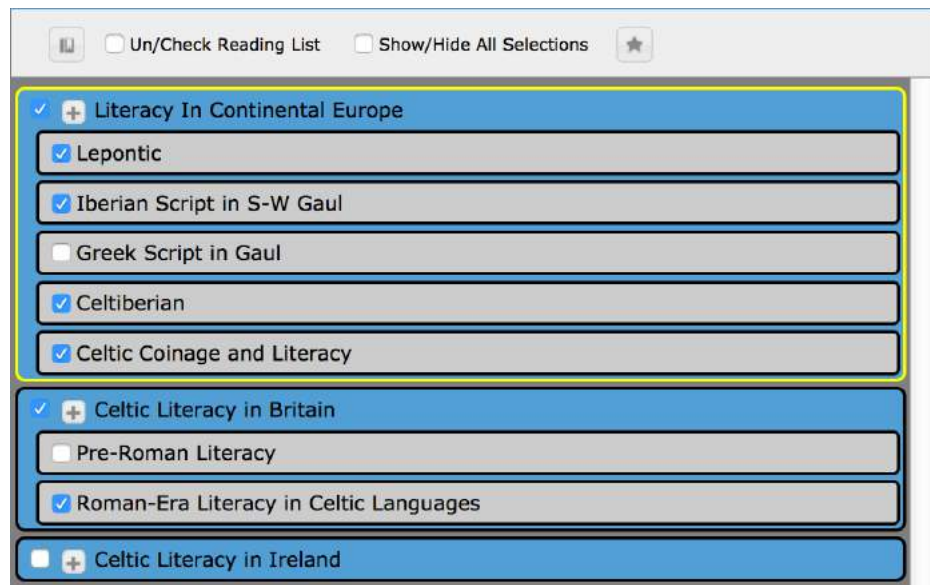 Un/Check Reading List Show/Hide All Selections
Literacy In Continental Europe
Lepontic
Iberian Script in S-W Gaul
Greek Script in Gaul
Celtiberian
Celtic Coinage and Literacy
Celtic Literacy in Britain
Pre-Roman Literacy
Roman-Era Literacy in Celtic Languages
Celtic Literacy in Ireland